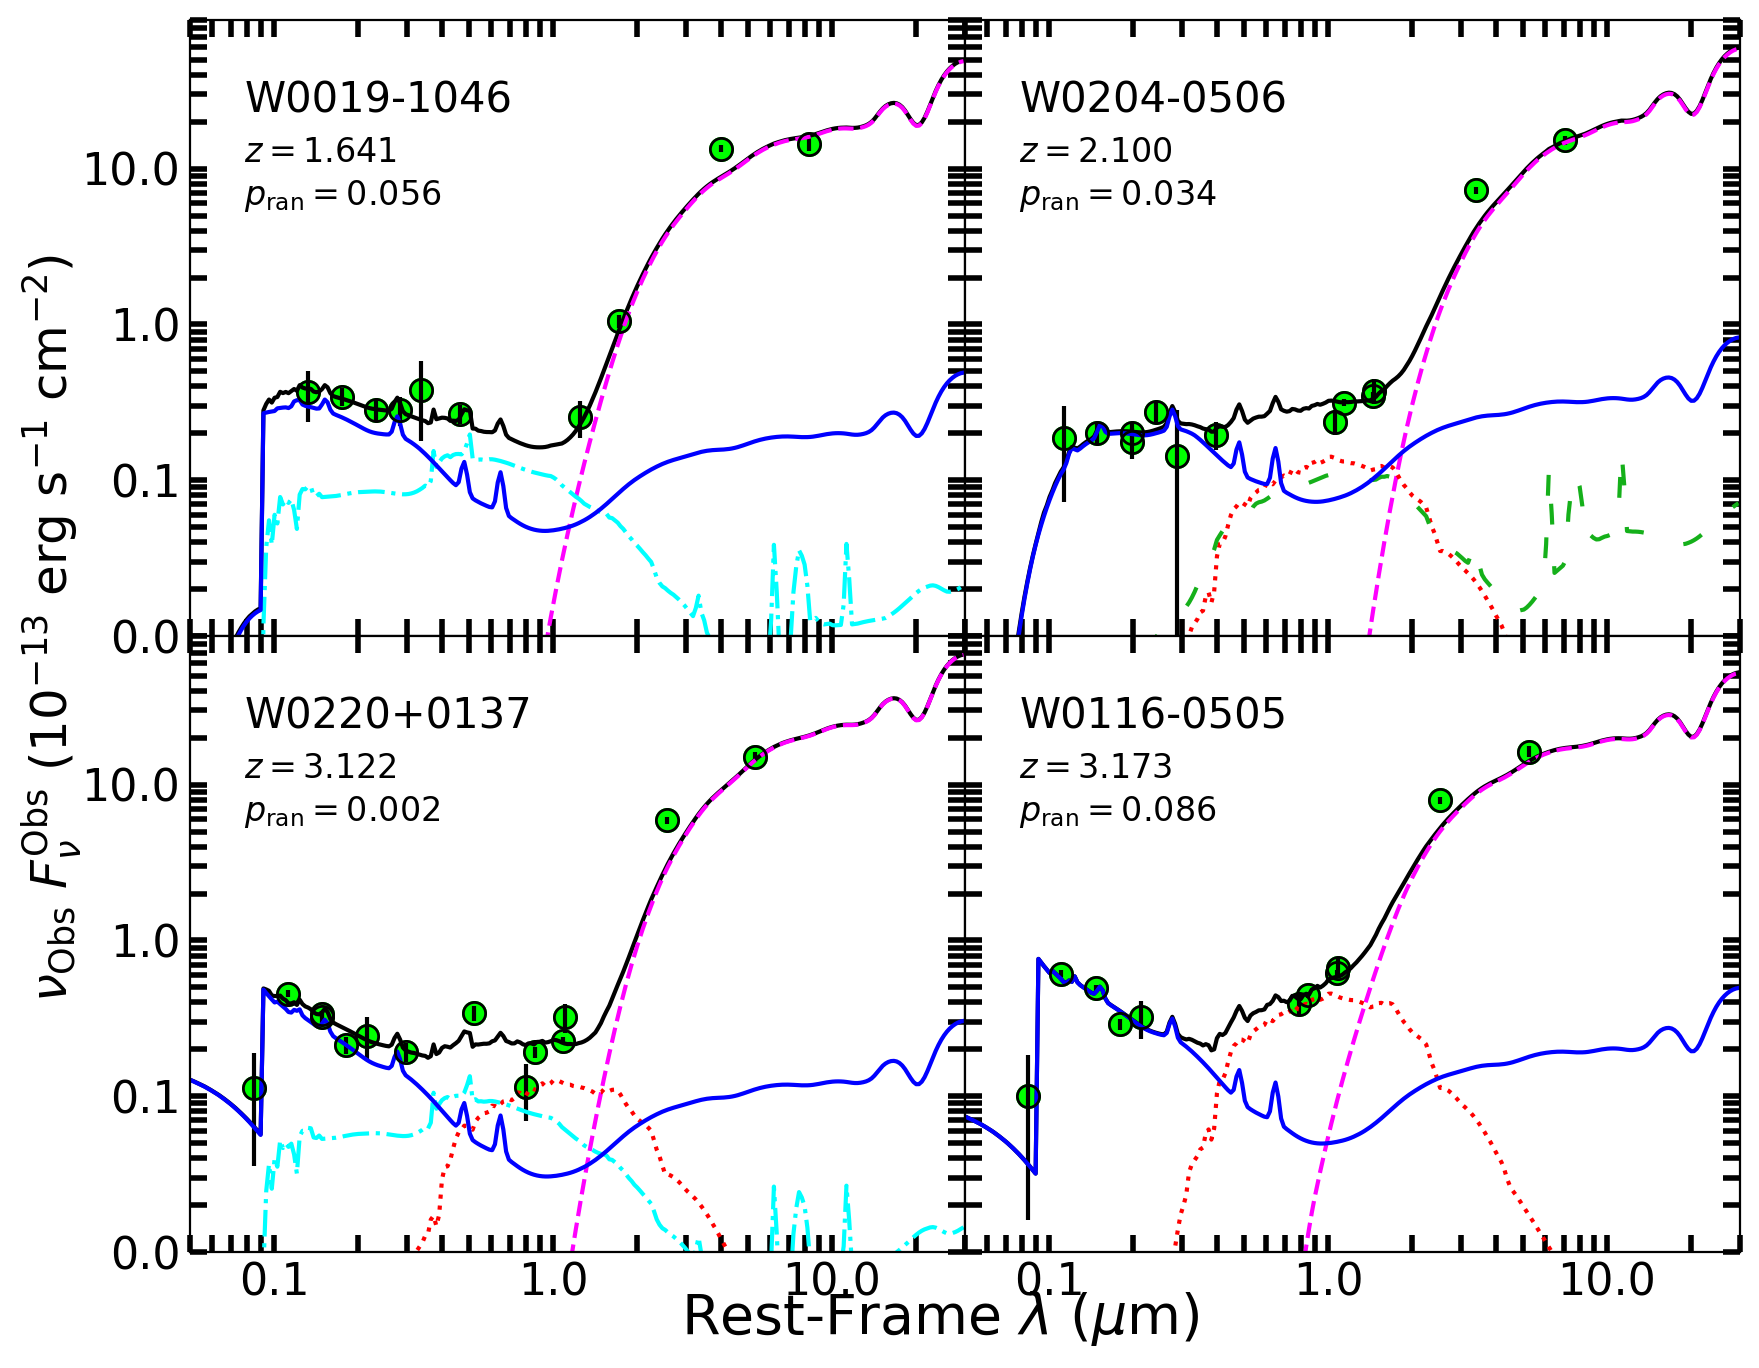 W0019-1046
z = 1.641
p_ran = 0.056
W0204-0506
z = 2.100
p_ran = 0.034
10.0
1.0
0.1
0.0
W0220+0137
z = 3.122
p_ran = 0.002
W0116-0505
z = 3.173
p_ran = 0.086
10.0
1.0
0.1
0.0
0.1 1.0 10.0 0.1 1.0 10.0
Rest-Frame λ (μm)
ν_Obs F_ν^Obs (10^−13 erg s^−1 cm^−2)